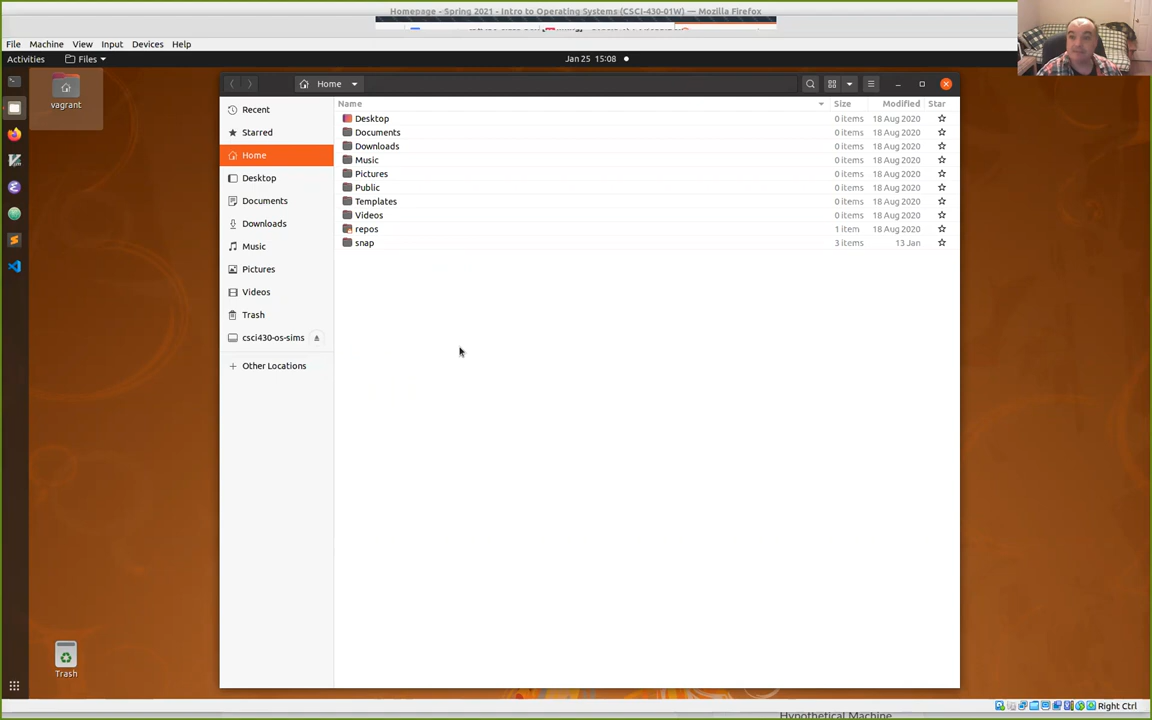 Homepage - Spring 2021 - Intro to Operating Systems (CSCI-430-01W) — Mozilla Firefox
File Machine View Input Devices Help
Activities Files Jan 25 15:08
vagrant
Home
Name Size Modified Star
Recent
Starred
Home
Desktop
Documents
Downloads
Music
Pictures
Videos
Trash
csci430-os-sims
Other Locations
Desktop 0 items 18 Aug 2020
Documents 0 items 18 Aug 2020
Downloads 0 items 18 Aug 2020
Music 0 items 18 Aug 2020
Pictures 0 items 18 Aug 2020
Public 0 items 18 Aug 2020
Templates 0 items 18 Aug 2020
Videos 0 items 18 Aug 2020
repos 1 item 18 Aug 2020
snap 3 items 13 Jan
Trash
Right Ctrl
Hypothetical Machine